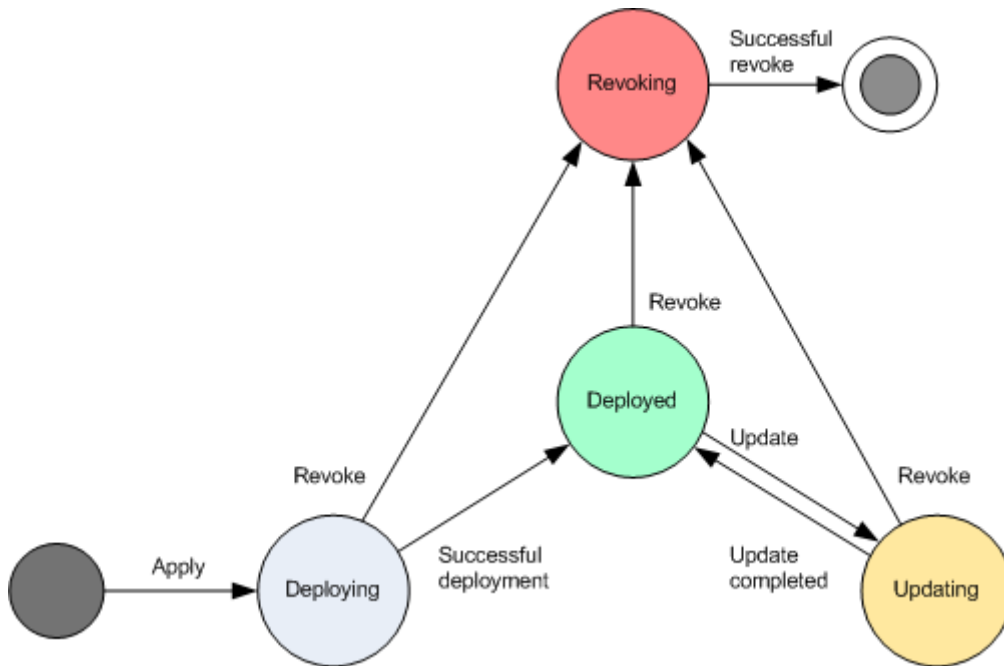 Successful
revoke
Revoking
Revoke
Deployed
Update
Revoke
Revoke
Successful
deployment
Update
completed
Apply
Deploying
Updating